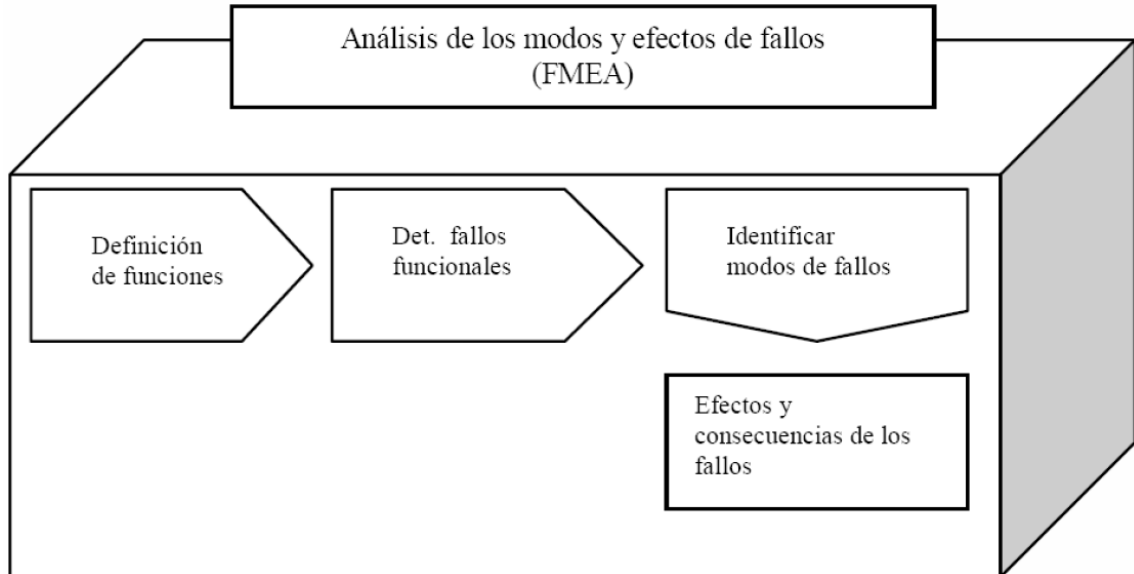 Análisis de los modos y efectos de fallos
(FMEA)
Definición
de funciones
Det. fallos
funcionales
Identificar
modos de fallos
Efectos y
consecuencias de los
fallos